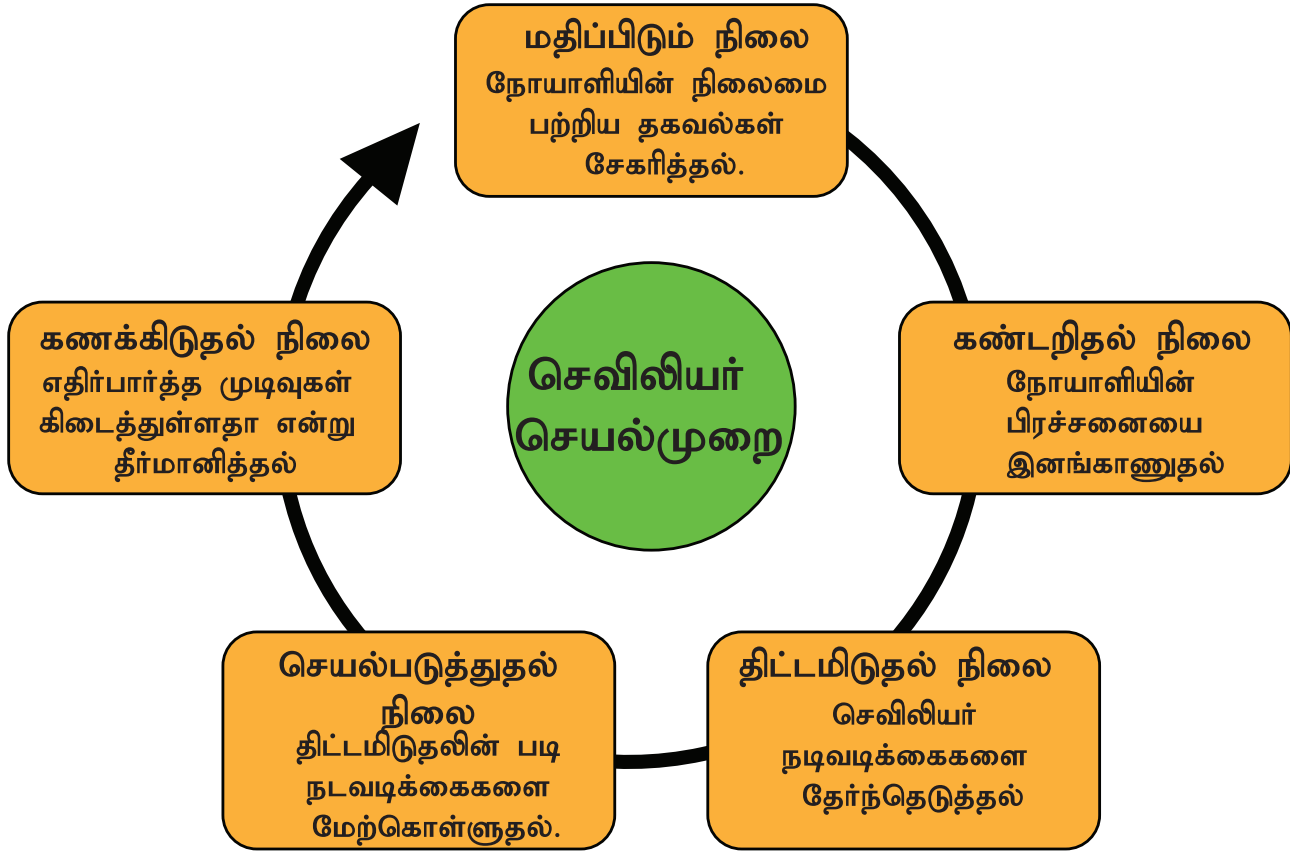 மதிப்பிடும் நிலை
நோயாளியின் நிலைமை
பற்றிய தகவல்கள்
சேகரித்தல்.
கண்டறிதல் நிலை
நோயாளியின்
பிரச்சனையை
இனங்காணுதல்
திட்டமிடுதல் நிலை
செவிலியர்
நடிவடிக்கைகளை
தேர்ந்தெடுத்தல்
செயல்படுத்துதல்
நிலை
திட்டமிடுதலின் படி
நடவடிக்கைகளை
மேற்கொள்ளுதல்.
கணக்கிடுதல் நிலை
எதிர்பார்த்த முடிவுகள்
கிடைத்துள்ளதா என்று
தீர்மானித்தல்
செவிலியர்
செயல்முறை